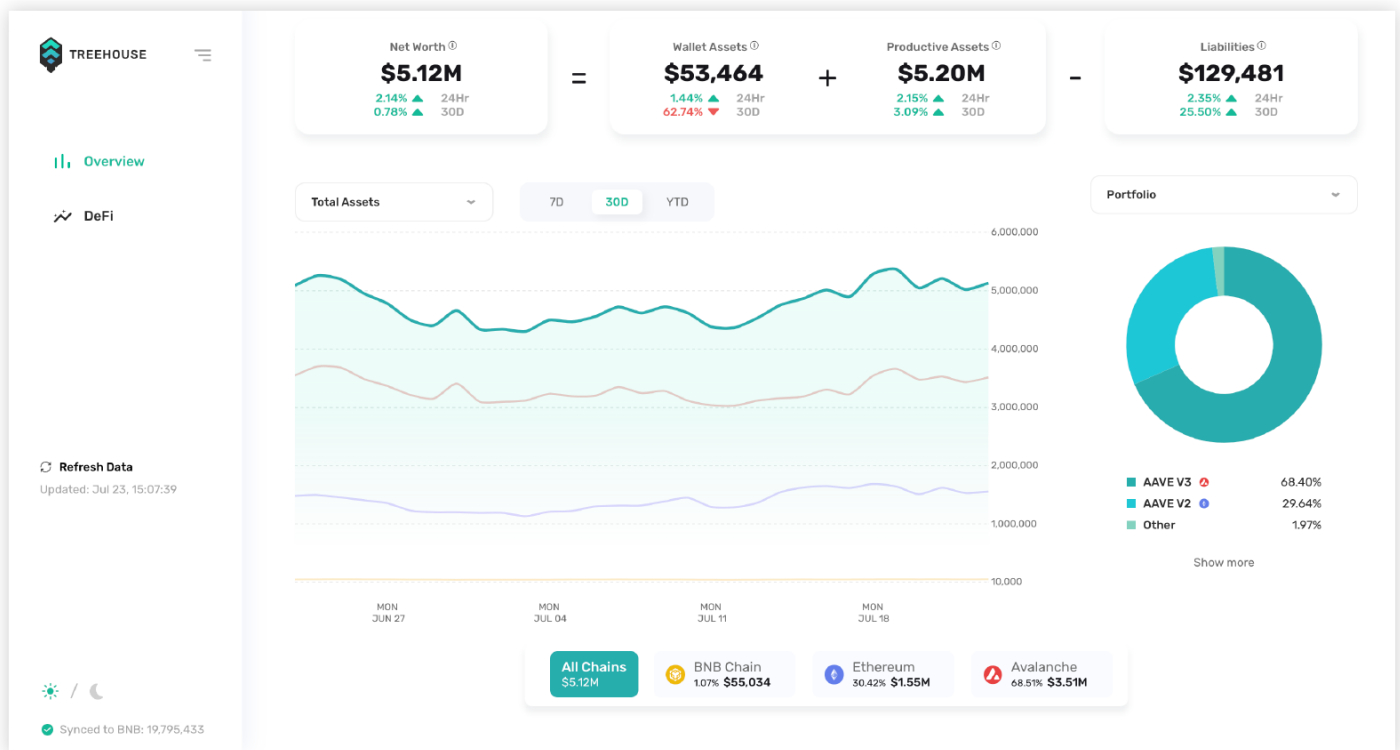 TREEHOUSE
Overview
DeFi
Refresh Data
Updated: Jul 23, 15:07:39
/
Synced to BNB: 19,795,433
Net Worth
$5.12M
2.14% 24Hr
0.78% 30D
=
Wallet Assets
$53,464
1.44% 24Hr
62.74% 30D
+
Productive Assets
$5.20M
2.15% 24Hr
3.09% 30D
-
Liabilities
$129,481
2.35% 24Hr
25.50% 30D
Total Assets
7D 30D YTD
6,000,000
5,000,000
4,000,000
3,000,000
2,000,000
1,000,000
10,000
MON MON MON MON
JUN 27 JUL 04 JUL 11 JUL 18
Portfolio
AAVE V3 68.40%
AAVE V2 29.64%
Other 1.97%
Show more
All Chains
$5.12M
BNB Chain
1.07% $55,034
Ethereum
30.42% $1.55M
Avalanche
68.51% $3.51M